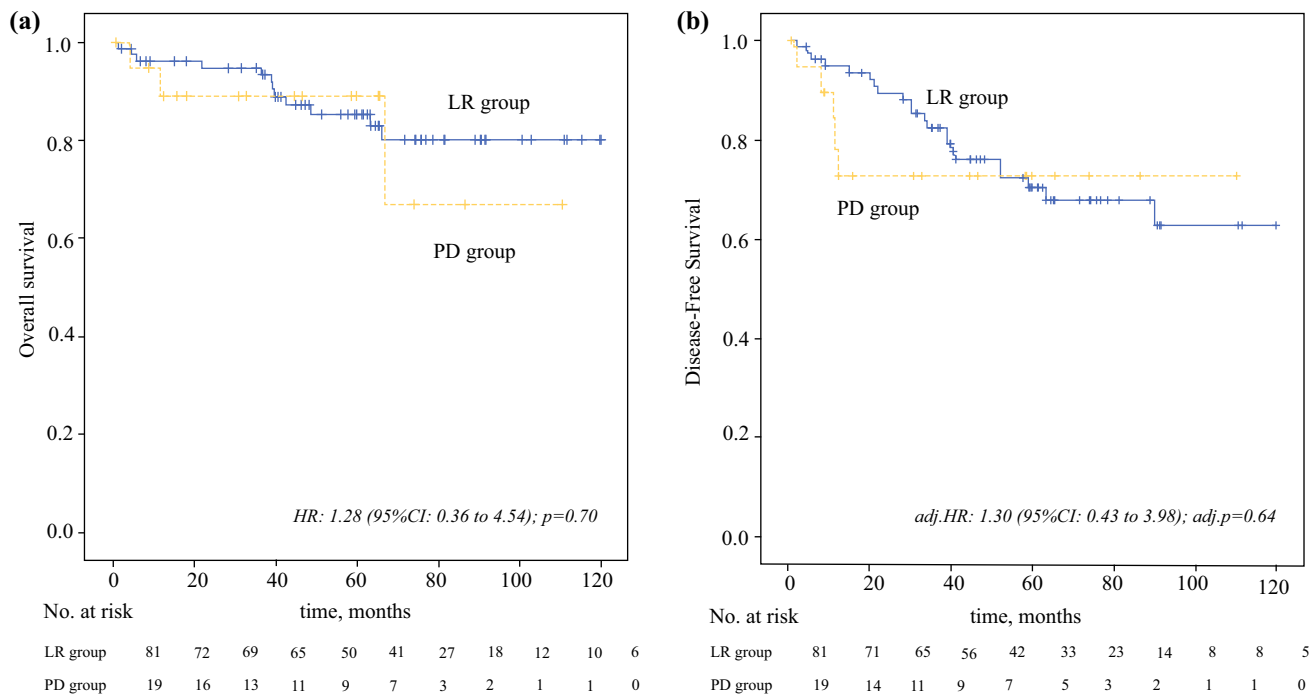 (a)
Overall survival
1.0
0.8
0.6
0.4
0.2
0.0
LR group
PD group
HR: 1.28 (95%CI: 0.36 to 4.54); p=0.70
0 20 40 60 80 100 120
No. at risk time, months
LR group 81 72 69 65 50 41 27 18 12 10 6
PD group 19 16 13 11 9 7 3 2 1 1 0
(b)
Disease-Free Survival
1.0
0.8
0.6
0.4
0.2
0.0
LR group
PD group
adj.HR: 1.30 (95%CI: 0.43 to 3.98); adj.p=0.64
0 20 40 60 80 100 120
No. at risk time, months
LR group 81 71 65 56 42 33 23 14 8 8 5
PD group 19 14 11 9 7 5 3 2 1 1 0